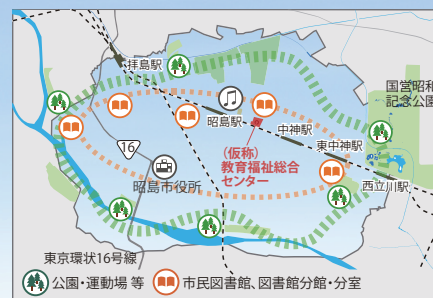 拝島駅
国営昭和
記念公園
昭島駅
中神駅
(仮称)
教育福祉総合
センター
東中神駅
16
昭島市役所
西立川駅
東京環状16号線
公園・運動場 等
市民図書館、図書館分館・分室